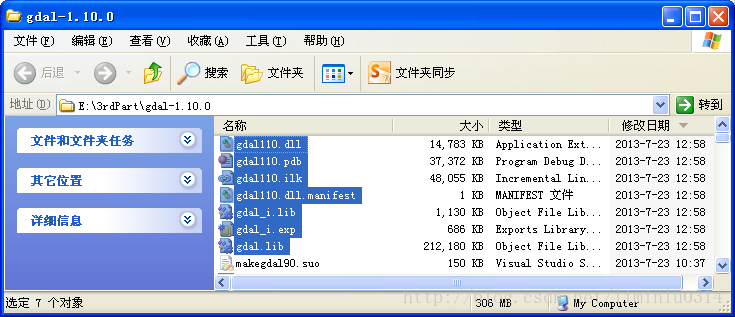 gdal-1.10.0
文件(F) 编辑(E) 查看(V) 收藏(A) 工具(T) 帮助(H)
后退 搜索 文件夹 文件夹同步
地址(D) E:\3rdPart\gdal-1.10.0 转到
文件和文件夹任务
其它位置
详细信息
名称 大小 类型 修改日期
gdal110.dll 14,783 KB Application Ext... 2013-7-23 12:58
gdal110.pdb 37,372 KB Program Debug D... 2013-7-23 12:58
gdal110.ilk 48,055 KB Incremental Lin... 2013-7-23 12:58
gdal110.dll.manifest 1 KB MANIFEST 文件 2013-7-23 12:58
gdal_i.lib 1,130 KB Object File Lib... 2013-7-23 12:58
gdal_i.exp 686 KB Exports Library... 2013-7-23 12:58
gdal.lib 212,180 KB Object File Lib... 2013-7-23 12:58
makegdal90.suo 150 KB Visual Studio S... 2013-7-23 10:37
选定 7 个对象 306 MB My Computer